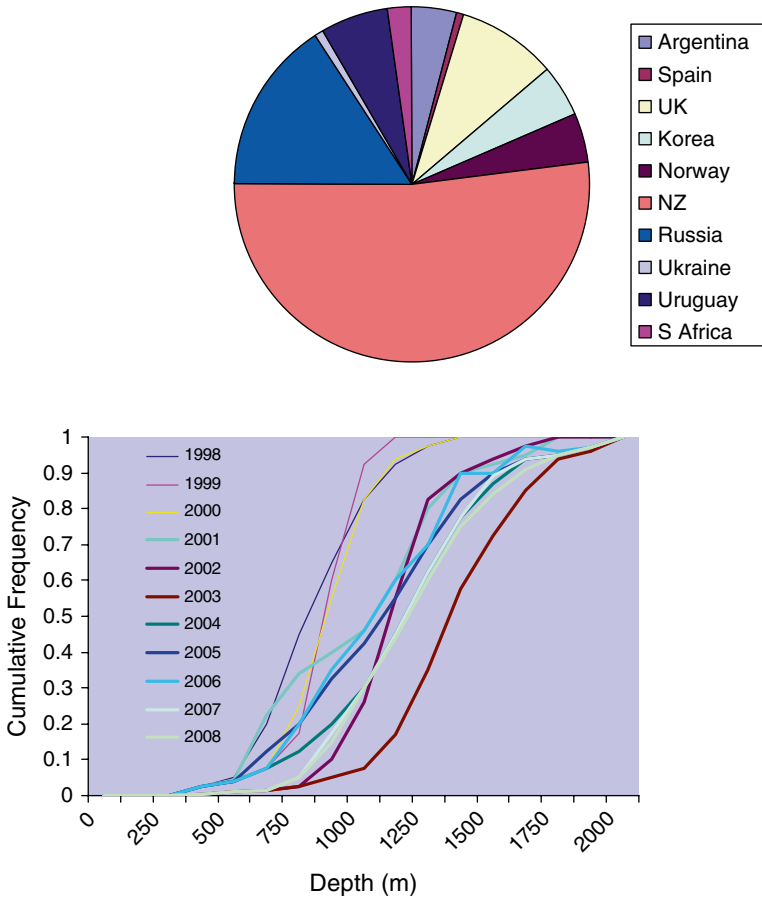 Argentina
Spain
UK
Korea
Norway
NZ
Russia
Ukraine
Uruguay
S Africa
1
0.9
0.8
0.7
0.6
0.5
0.4
0.3
0.2
0.1
0
Cumulative Frequency
1998
1999
2000
2001
2002
2003
2004
2005
2006
2007
2008
0
250
500
750
1000
1250
1500
1750
2000
Depth (m)